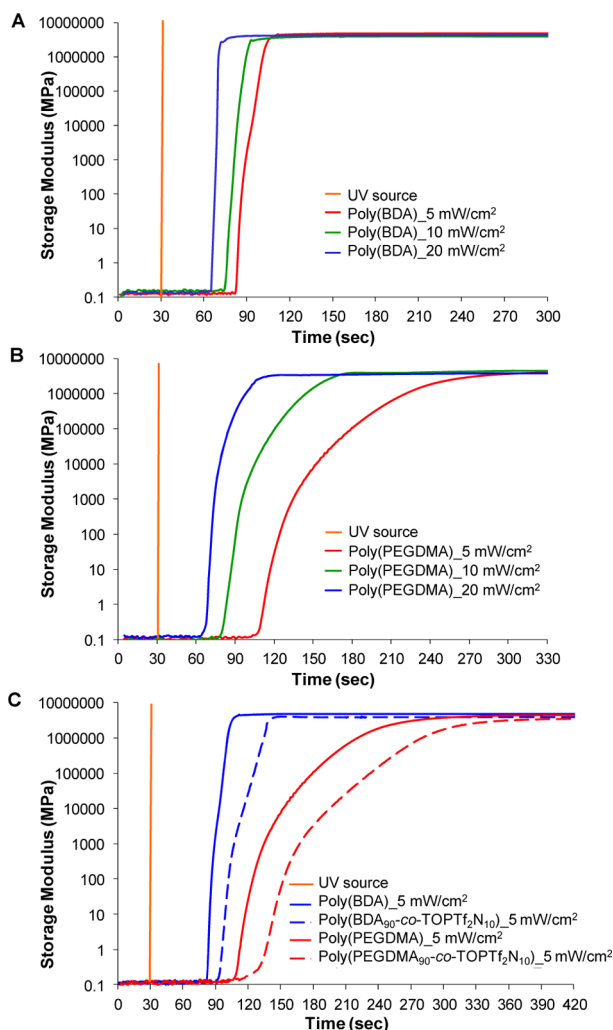 A
Storage Modulus (MPa)
10000000
1000000
100000
10000
1000
100
10
1
0.1
UV source
Poly(BDA)_5 mW/cm²
Poly(BDA)_10 mW/cm²
Poly(BDA)_20 mW/cm²
0 30 60 90 120 150 180 210 240 270 300
Time (sec)
B
Storage Modulus (MPa)
10000000
1000000
100000
10000
1000
100
10
1
0.1
UV source
Poly(PEGDMA)_5 mW/cm²
Poly(PEGDMA)_10 mW/cm²
Poly(PEGDMA)_20 mW/cm²
0 30 60 90 120 150 180 210 240 270 300 330
Time (sec)
C
Storage Modulus (MPa)
10000000
1000000
100000
10000
1000
100
10
1
0.1
UV source
Poly(BDA)_5 mW/cm²
Poly(BDA₉₀-co-TOPTf₂N₁₀)_5 mW/cm²
Poly(PEGDMA)_5 mW/cm²
Poly(PEGDMA₉₀-co-TOPTf₂N₁₀)_5 mW/cm²
0 30 60 90 120 150 180 210 240 270 300 330 360 390 420
Time (sec)